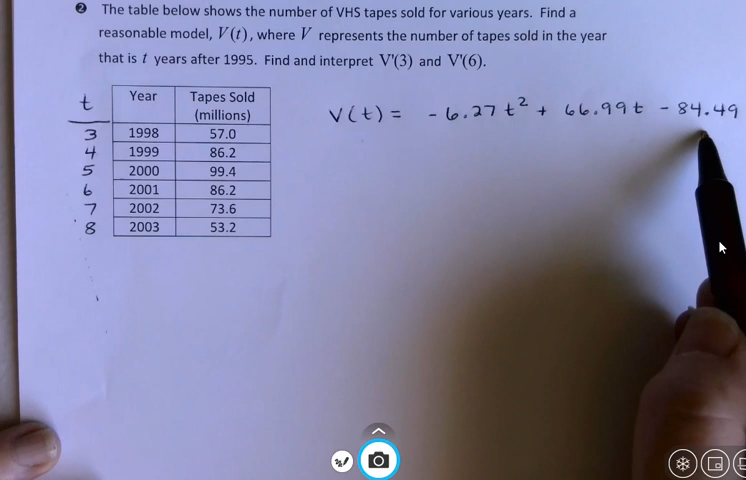 ❷ The table below shows the number of VHS tapes sold for various years. Find a
reasonable model, V(t), where V represents the number of tapes sold in the year
that is t years after 1995. Find and interpret V'(3) and V'(6).
V(t) = -6.27t² + 66.99t - 84.49
t Year Tapes Sold (millions)
3 1998 57.0
4 1999 86.2
5 2000 99.4
6 2001 86.2
7 2002 73.6
8 2003 53.2